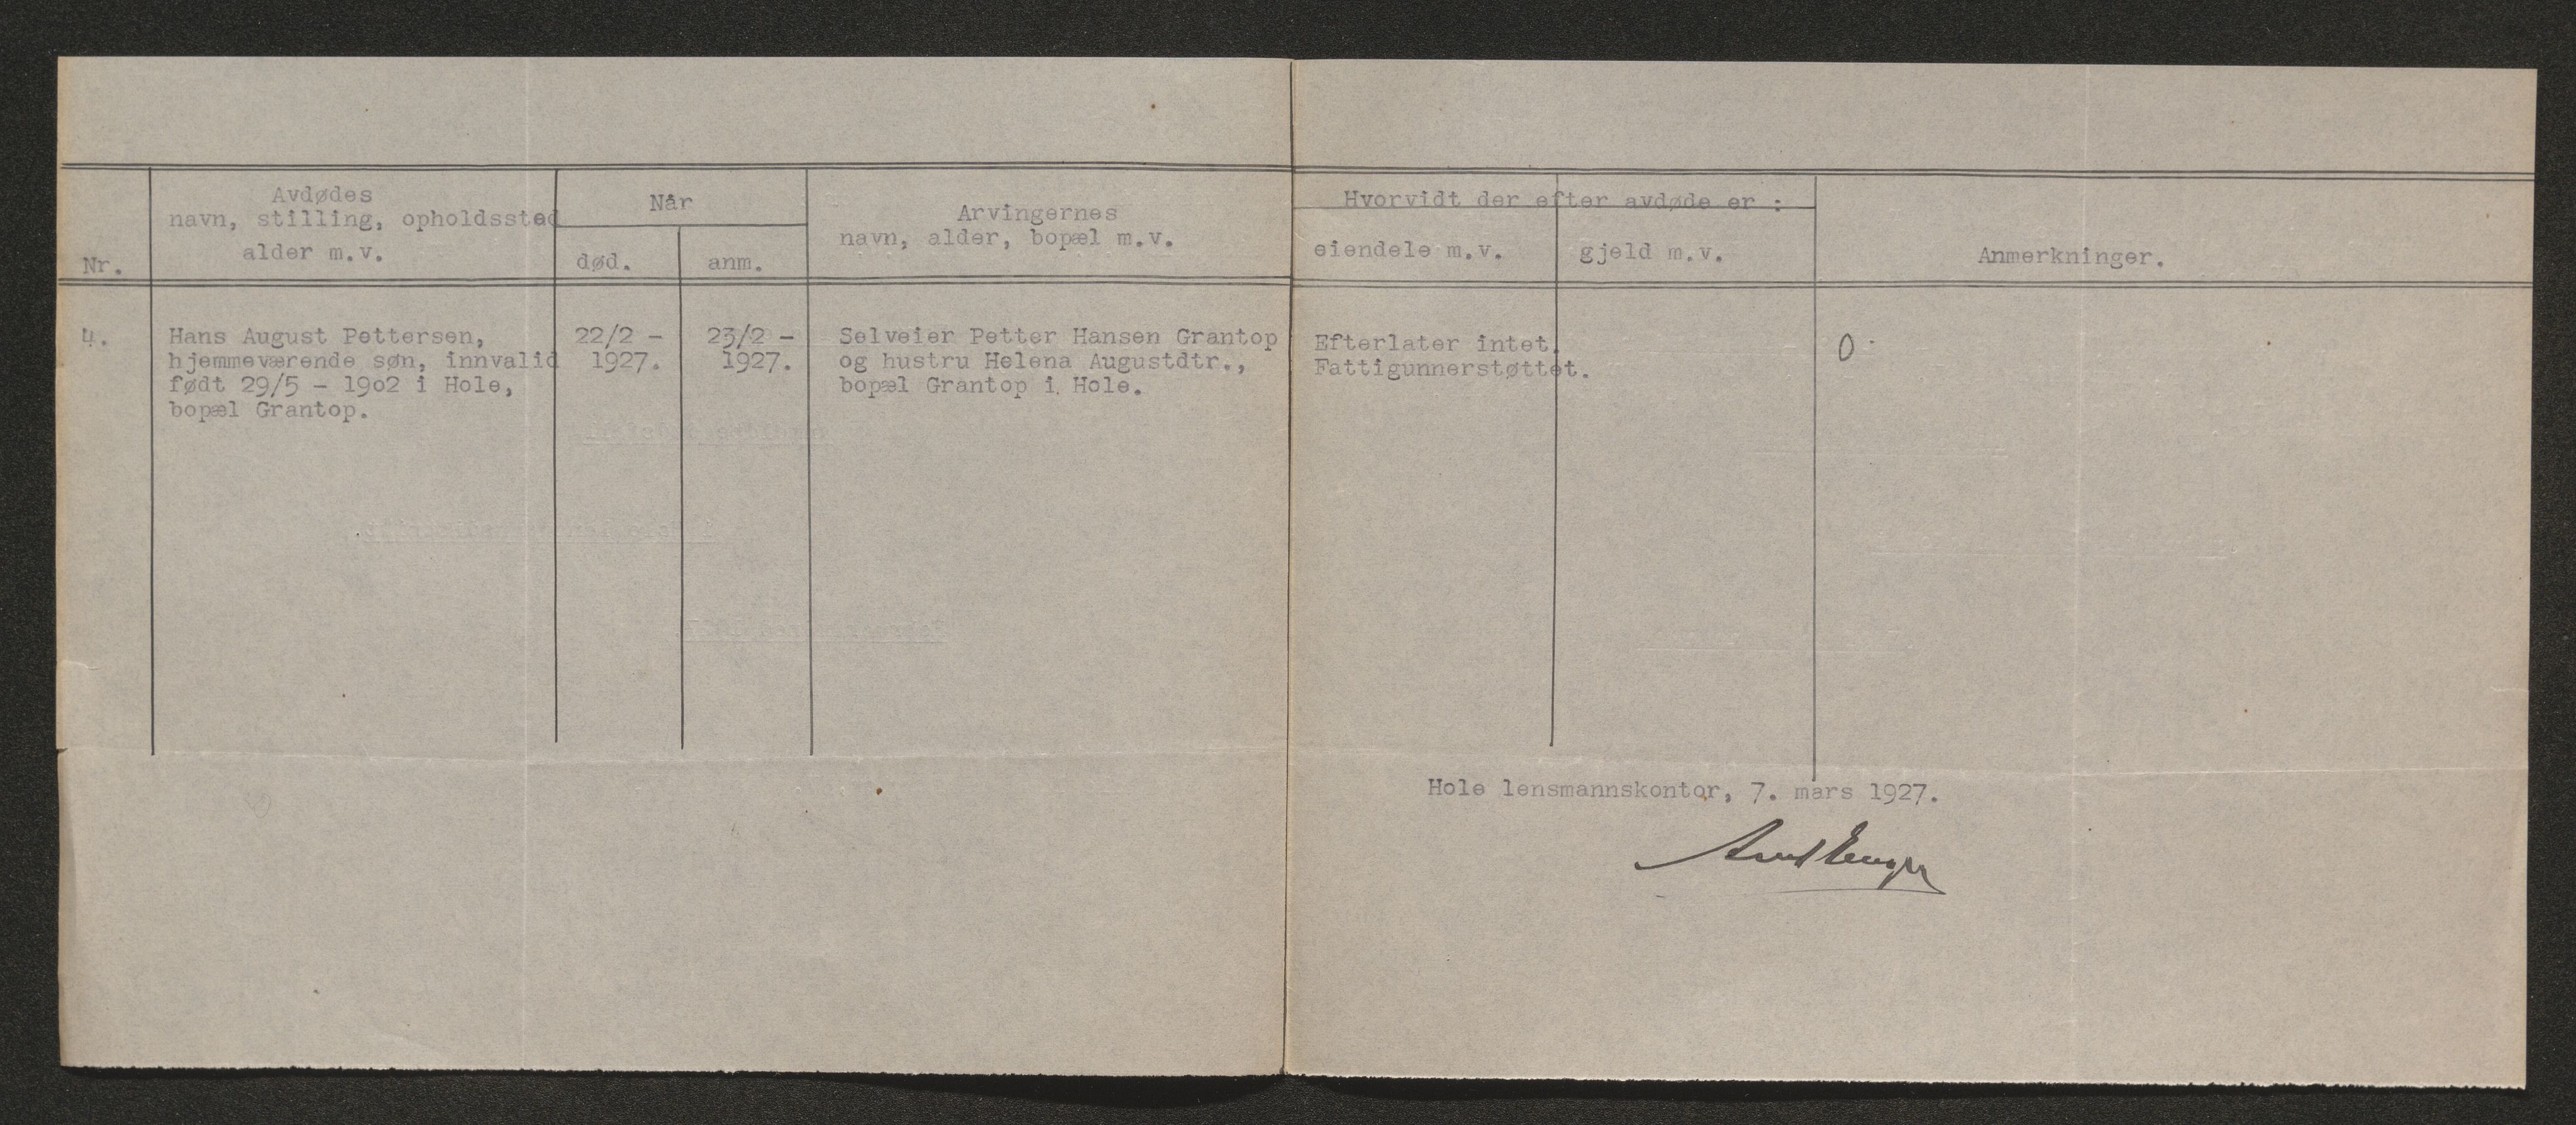 Nr.
Avdødes
navn, stilling, opholdssted
alder m.v.
Når
død.
anm.
Arvingernes
navn, alder, bopæl m.v.
Hvorvidt der efter avdøde er :
eiendele m.v.
gjeld m.v.
Anmerkninger.
4.
Hans August Pettersen,
hjemmeværende søn, innvalid
født 29/5 - 1902 i Hole,
bopæl Grantop.
22/2 -
1927.
23/2 -
1927.
Selveier Petter Hansen Grantop
og hustru Helena Augustdtr.,
bopæl Grantop i Hole.
Efterlater intet.
Fattigunnerstøttet.
0
Hole lensmannskontor, 7. mars 1927.